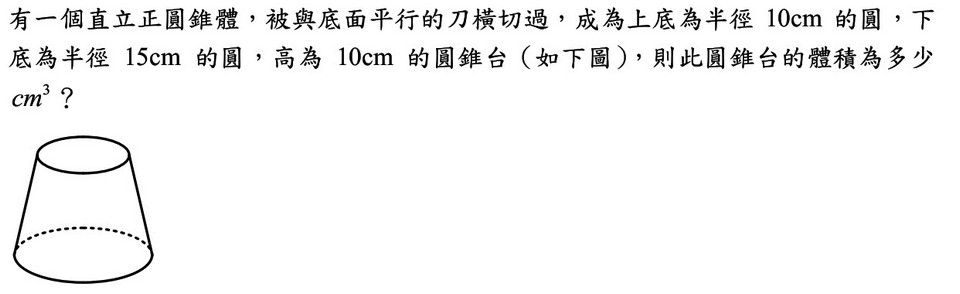 有一個直立正圓錐體，被與底面平行的刀橫切過，成為上底為半徑 10cm 的圓，下
底為半徑 15cm 的圓，高為 10cm 的圓錐台（如下圖），則此圓錐台的體積為多少
cm³？